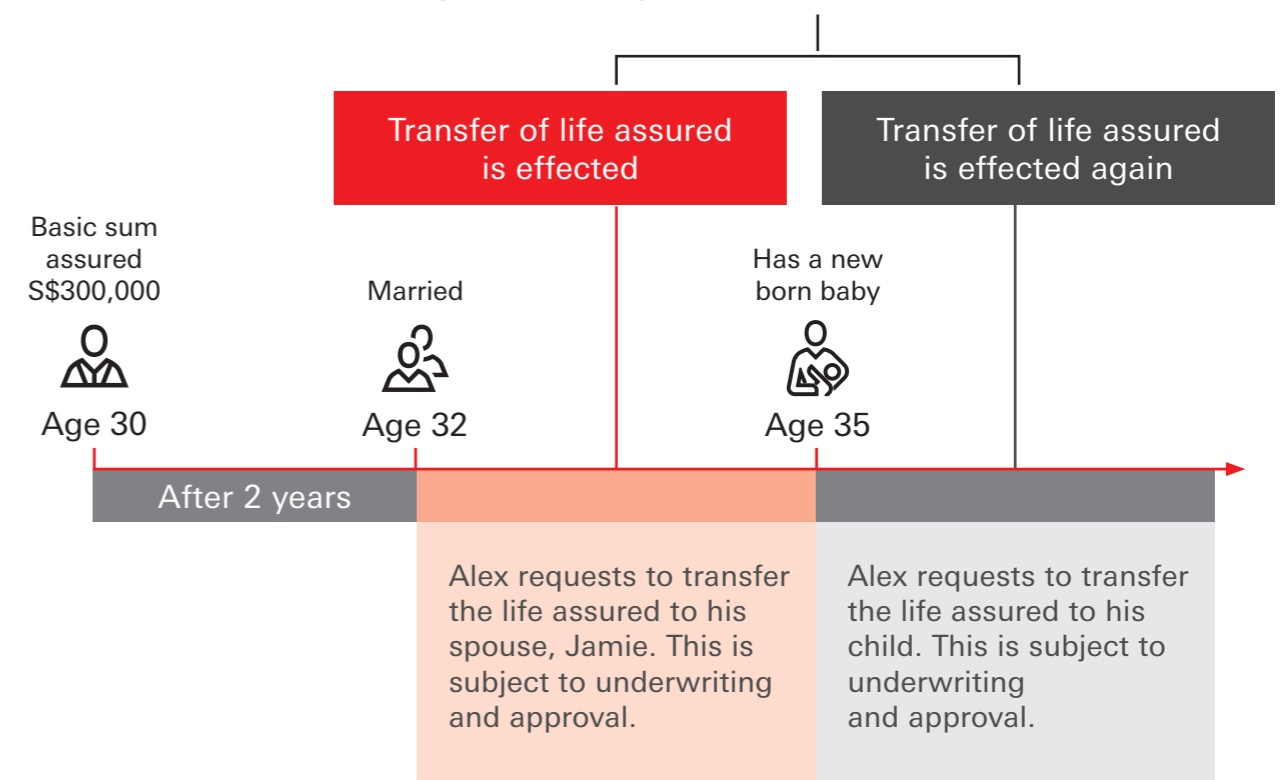 Transfer of life assured
is effected
Transfer of life assured
is effected again
Basic sum
assured
S$300,000
Married
Has a new
born baby
Age 30
Age 32
Age 35
After 2 years
Alex requests to transfer
the life assured to his
spouse, Jamie. This is
subject to underwriting
and approval.
Alex requests to transfer
the life assured to his
child. This is subject to
underwriting
and approval.